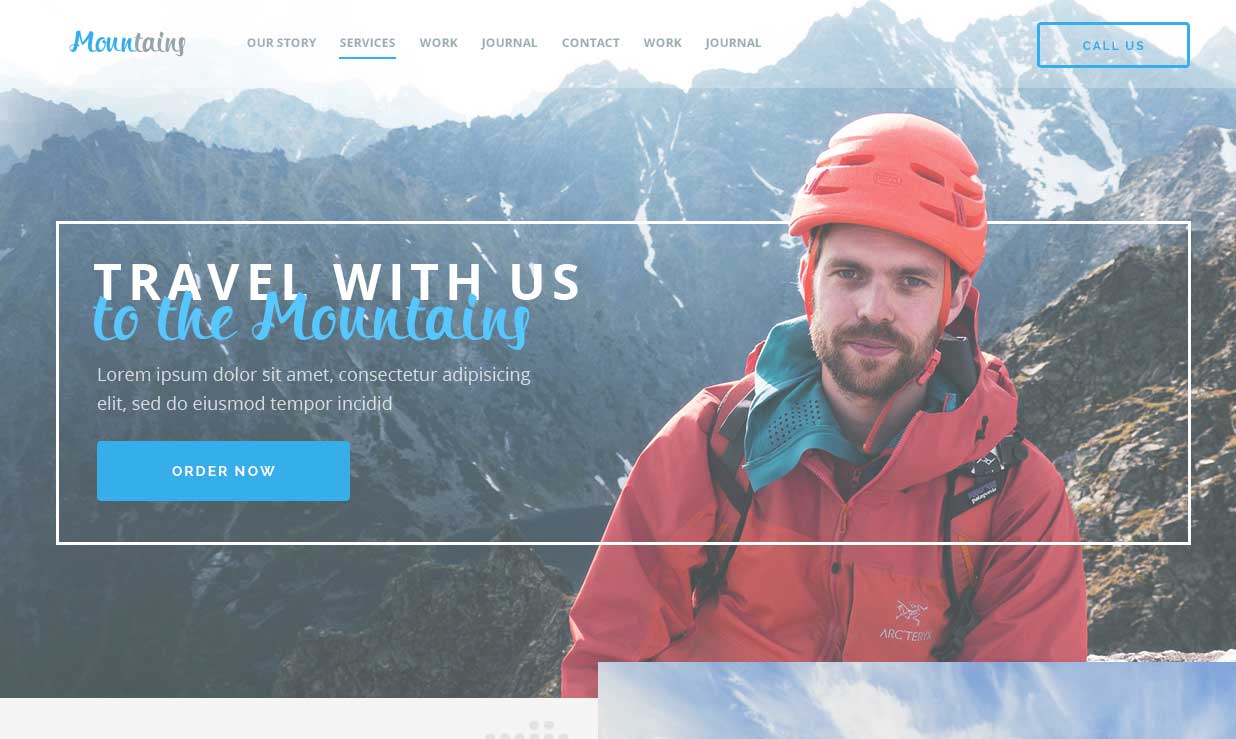 Mountains
OUR STORY SERVICES WORK JOURNAL CONTACT WORK JOURNAL
CALL US
TRAVEL WITH US
to the Mountains
Lorem ipsum dolor sit amet, consectetur adipisicing
elit, sed do eiusmod tempor incidid
ORDER NOW
patagonia
ARC'TERYX